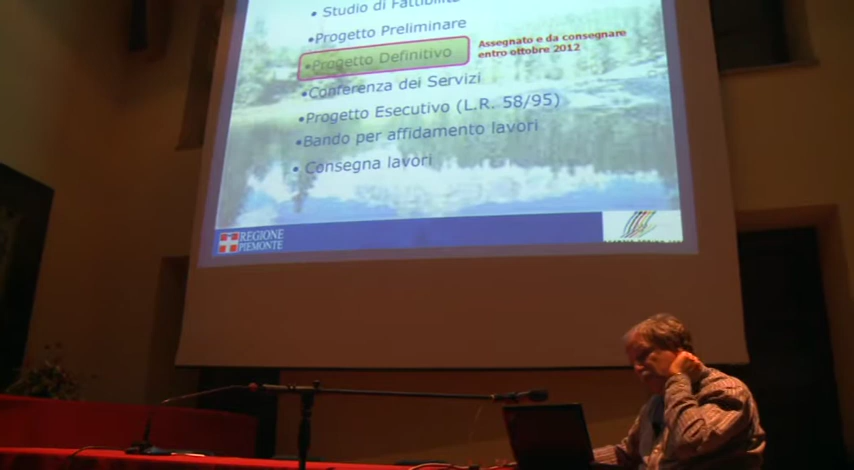 • Studio di Fattibilità
•Progetto Preliminare
•Progetto Definitivo
Assegnato e da consegnare
entro ottobre 2012
•Conferenza dei Servizi
•Progetto Esecutivo (L.R. 58/95)
•Bando per affidamento lavori
• Consegna lavori
REGIONE
PIEMONTE